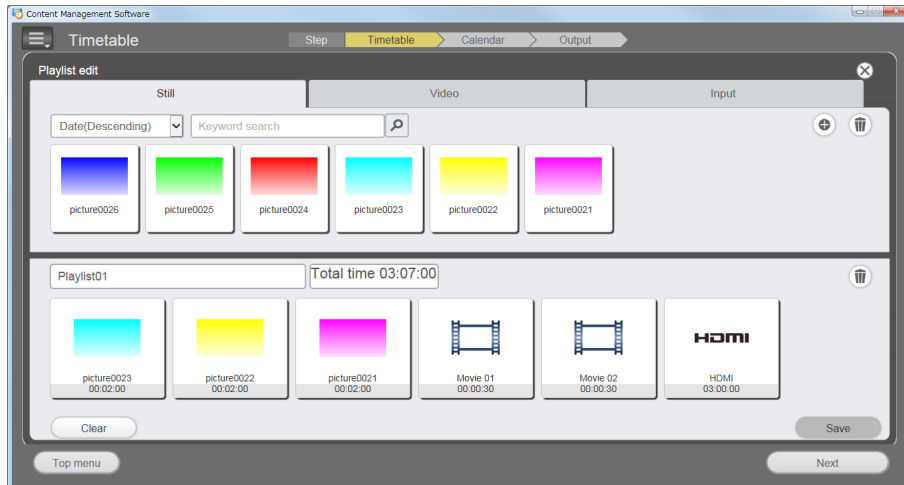 Content Management Software
Timetable
Step
Timetable
Calendar
Output
Playlist edit
Still
Video
Input
Date(Descending)
Keyword search
picture0026
picture0025
picture0024
picture0023
picture0022
picture0021
Playlist01
Total time 03:07:00
HDMI
picture0023
00:02:00
picture0022
00:02:00
picture0021
00:02:00
Movie 01
00:00:30
Movie 02
00:00:30
HDMI
03:00:00
Clear
Save
Top menu
Next